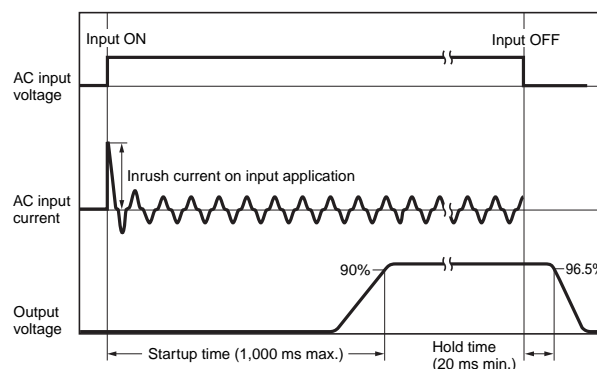 Input ON
Input OFF
AC input
voltage
Inrush current on input application
AC input
current
90%
96.5%
Output
voltage
Startup time (1,000 ms max.)
Hold time
(20 ms min.)